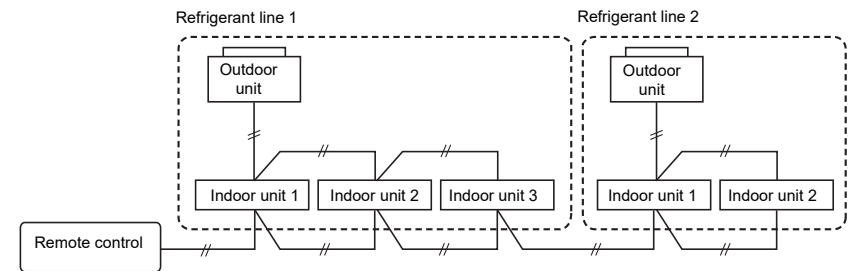 Refrigerant line 1
Refrigerant line 2
Outdoor
unit
Outdoor
unit
Indoor unit 1
Indoor unit 2
Indoor unit 3
Indoor unit 1
Indoor unit 2
Remote control